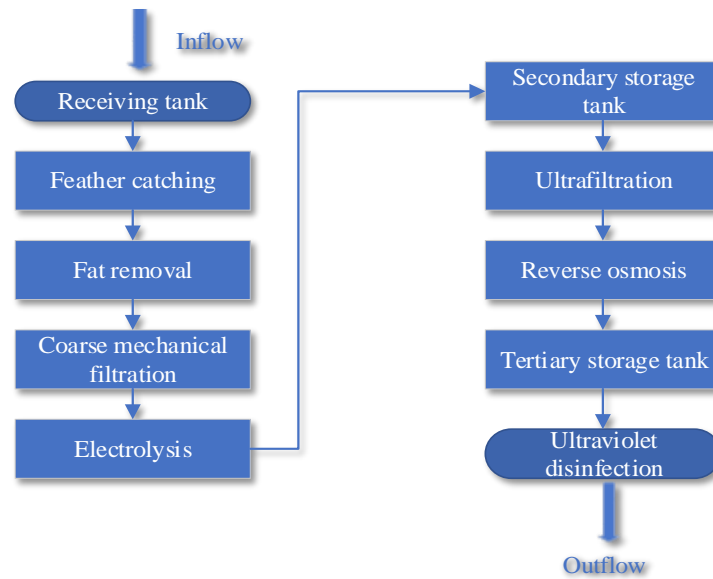 Inflow
Receiving tank
Feather catching
Fat removal
Coarse mechanical
filtration
Electrolysis
Secondary storage
tank
Ultrafiltration
Reverse osmosis
Tertiary storage tank
Ultraviolet
disinfection
Outflow